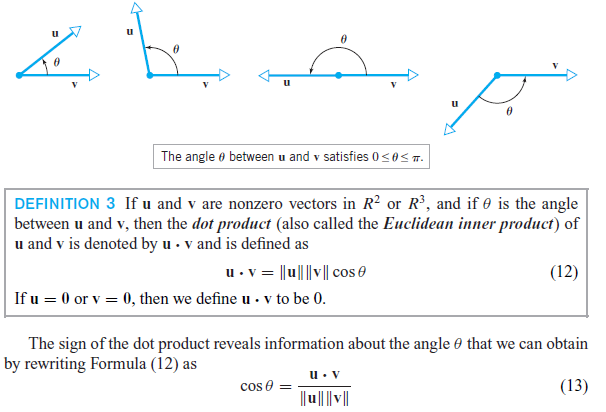 u θ v
u θ v
θ u v
v u θ
The angle θ between u and v satisfies 0 ≤ θ ≤ π.
DEFINITION 3 If u and v are nonzero vectors in R² or R³, and if θ is the angle
between u and v, then the dot product (also called the Euclidean inner product) of
u and v is denoted by u · v and is defined as
u · v = ‖u‖‖v‖ cos θ (12)
If u = 0 or v = 0, then we define u · v to be 0.
The sign of the dot product reveals information about the angle θ that we can obtain
by rewriting Formula (12) as
u · v
cos θ = (13)
‖u‖‖v‖